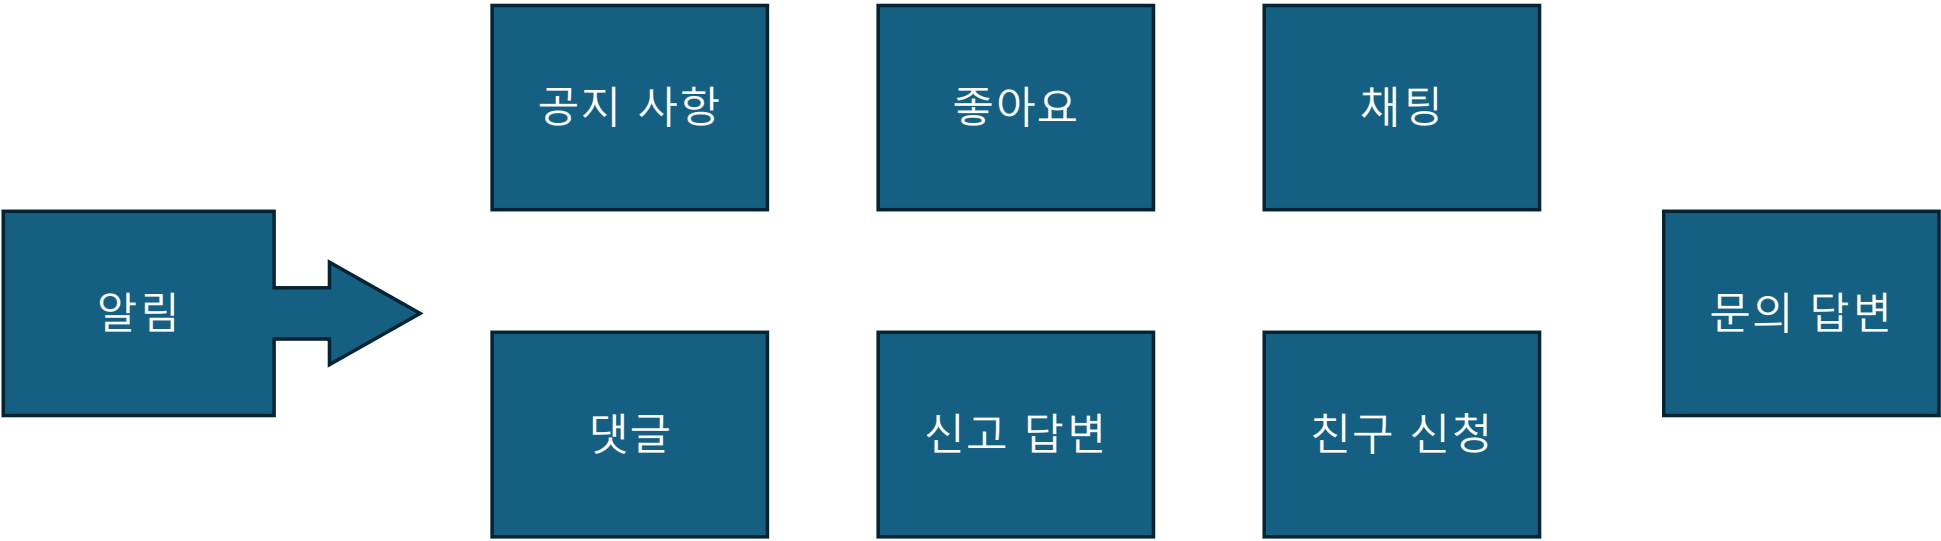 알림
공지 사항
좋아요
채팅
댓글
신고 답변
친구 신청
문의 답변